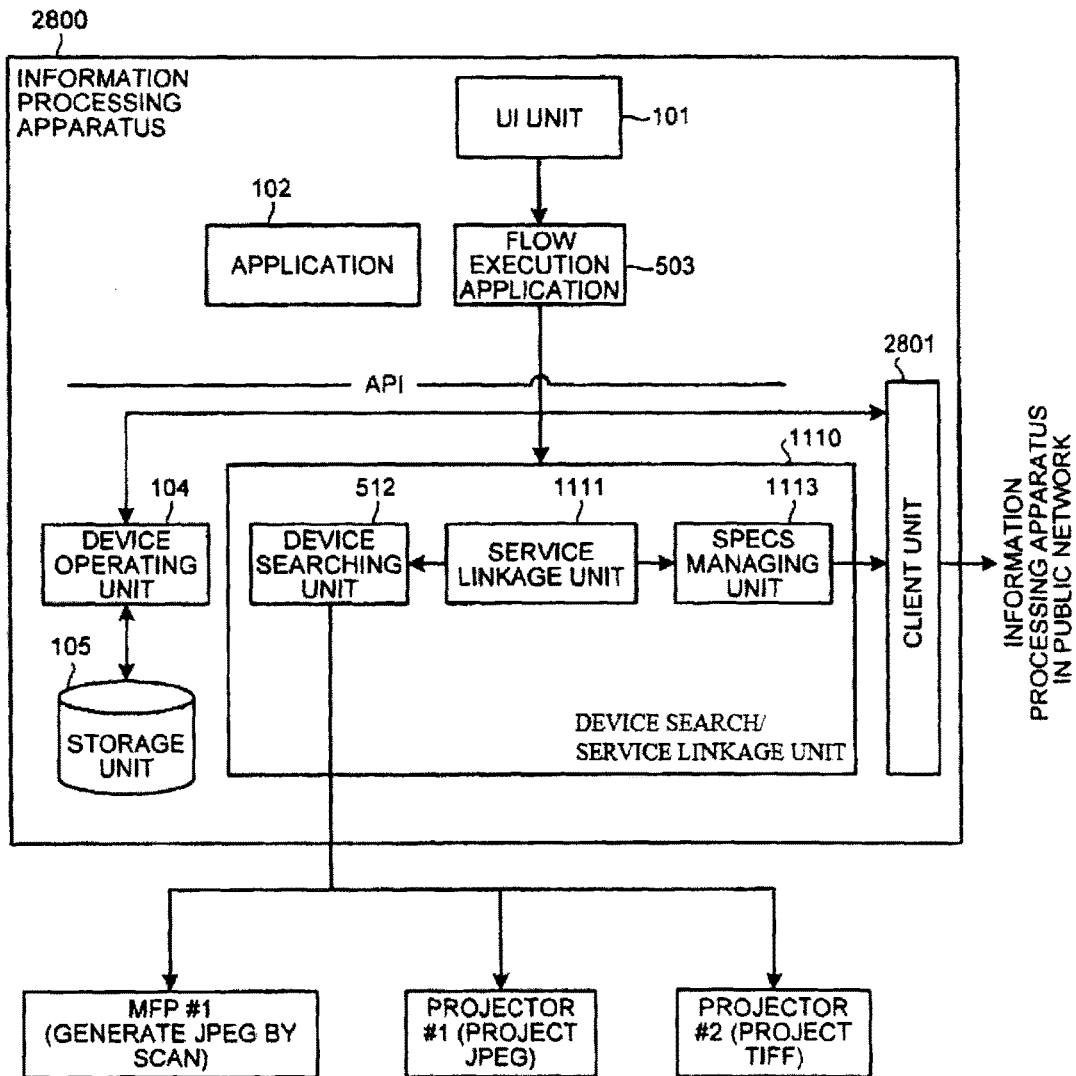 2800
INFORMATION
PROCESSING
APPARATUS
UI UNIT
101
102
APPLICATION
FLOW
EXECUTION
APPLICATION
503
2801
API
1110
104
512
1111
1113
DEVICE
OPERATING
UNIT
DEVICE
SEARCHING
UNIT
SERVICE
LINKAGE UNIT
SPECS
MANAGING
UNIT
CLIENT UNIT
INFORMATION
PROCESSING APPARATUS
IN PUBLIC NETWORK
105
STORAGE
UNIT
DEVICE SEARCH/
SERVICE LINKAGE UNIT
MFP #1
(GENERATE JPEG BY
SCAN)
PROJECTOR
#1 (PROJECT
JPEG)
PROJECTOR
#2 (PROJECT
TIFF)